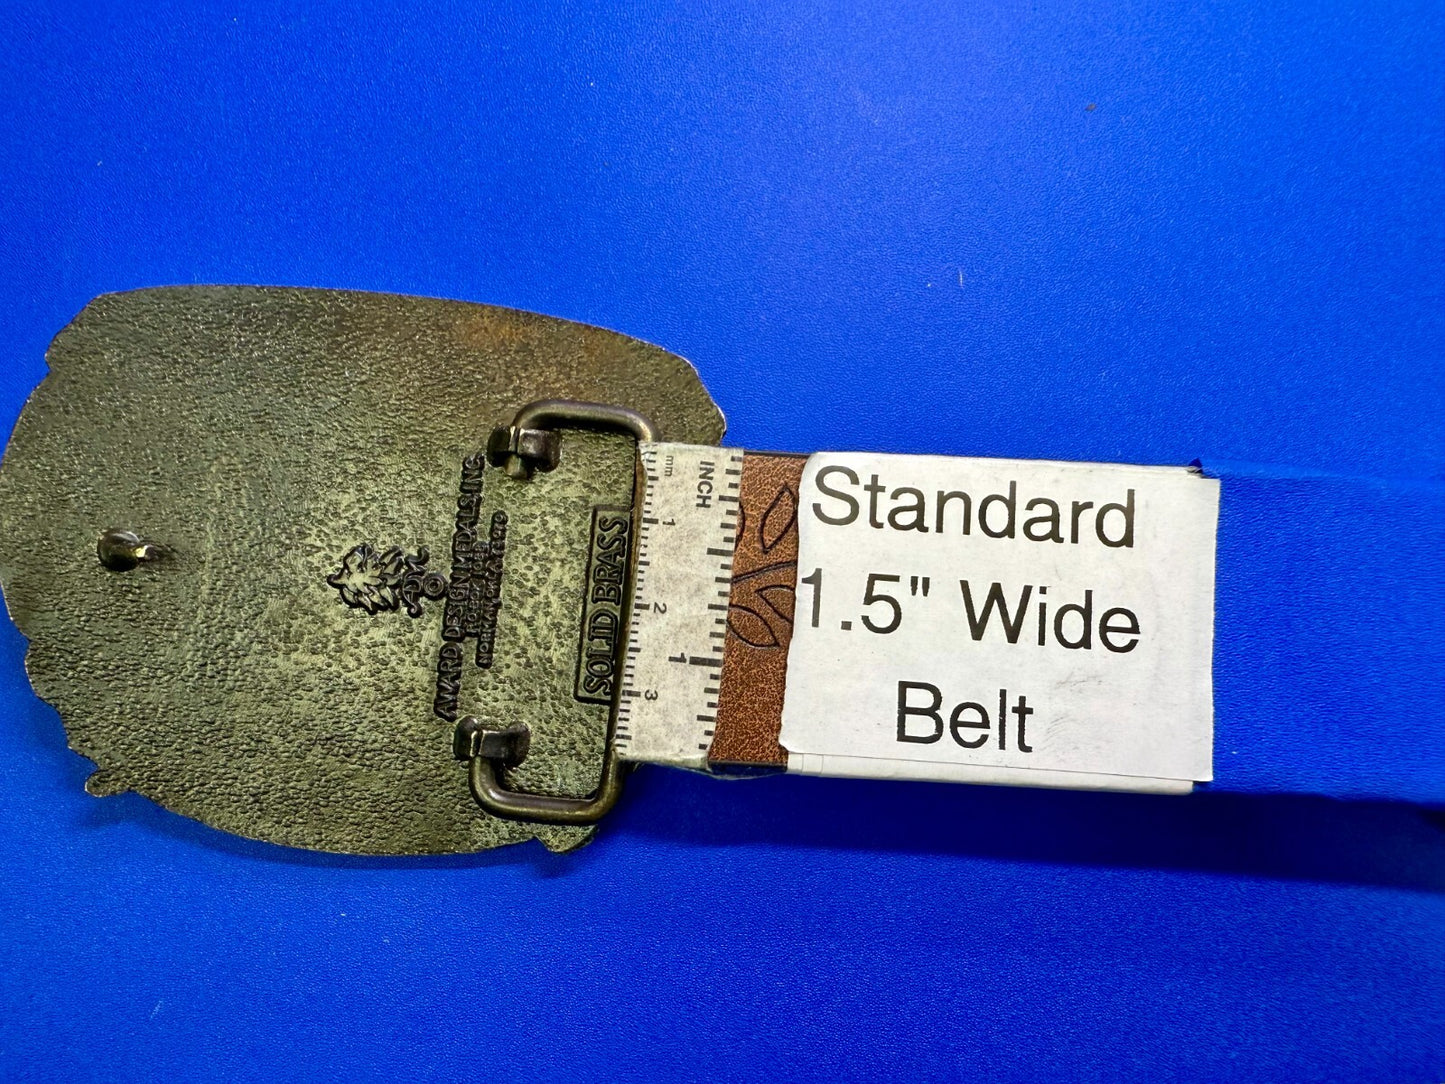 Standard
1.5" Wide
Belt
INCH
1
mm
1
2
3
SOLID BRASS
AWARD DESIGN MEDALS, INC.